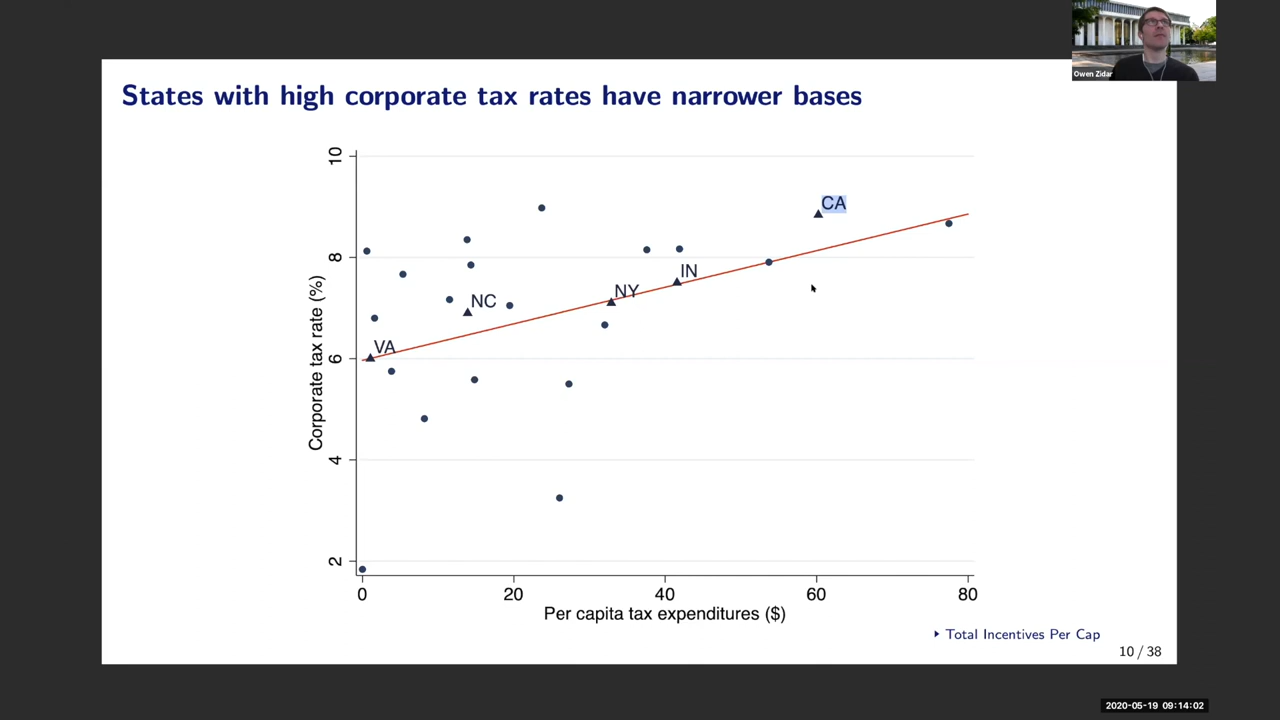 Owen Zidar
States with high corporate tax rates have narrower bases
10
8
6
4
2
Corporate tax rate (%)
CA
IN
NY
NC
VA
0 20 40 60 80
Per capita tax expenditures ($)
Total Incentives Per Cap
10 / 38
2020-05-19 09:14:02